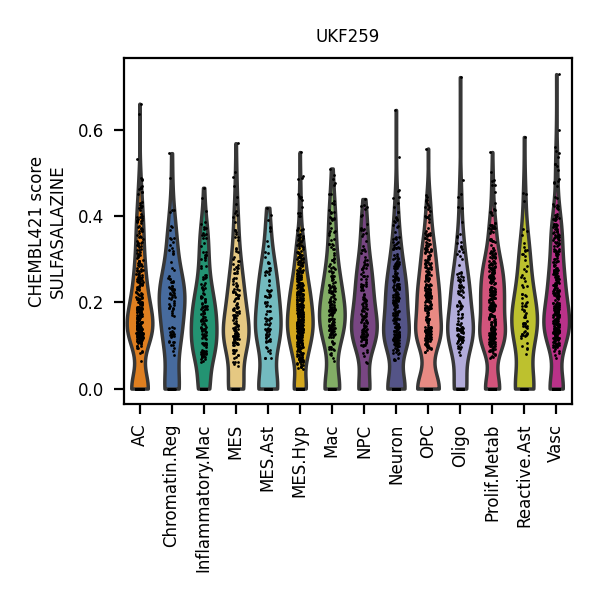 UKF259
CHEMBL421 score
SULFASALAZINE
0.6
0.4
0.2
0.0
AC
Chromatin.Reg
Inflammatory.Mac
MES
MES.Ast
MES.Hyp
Mac
NPC
Neuron
OPC
Oligo
Prolif.Metab
Reactive.Ast
Vasc